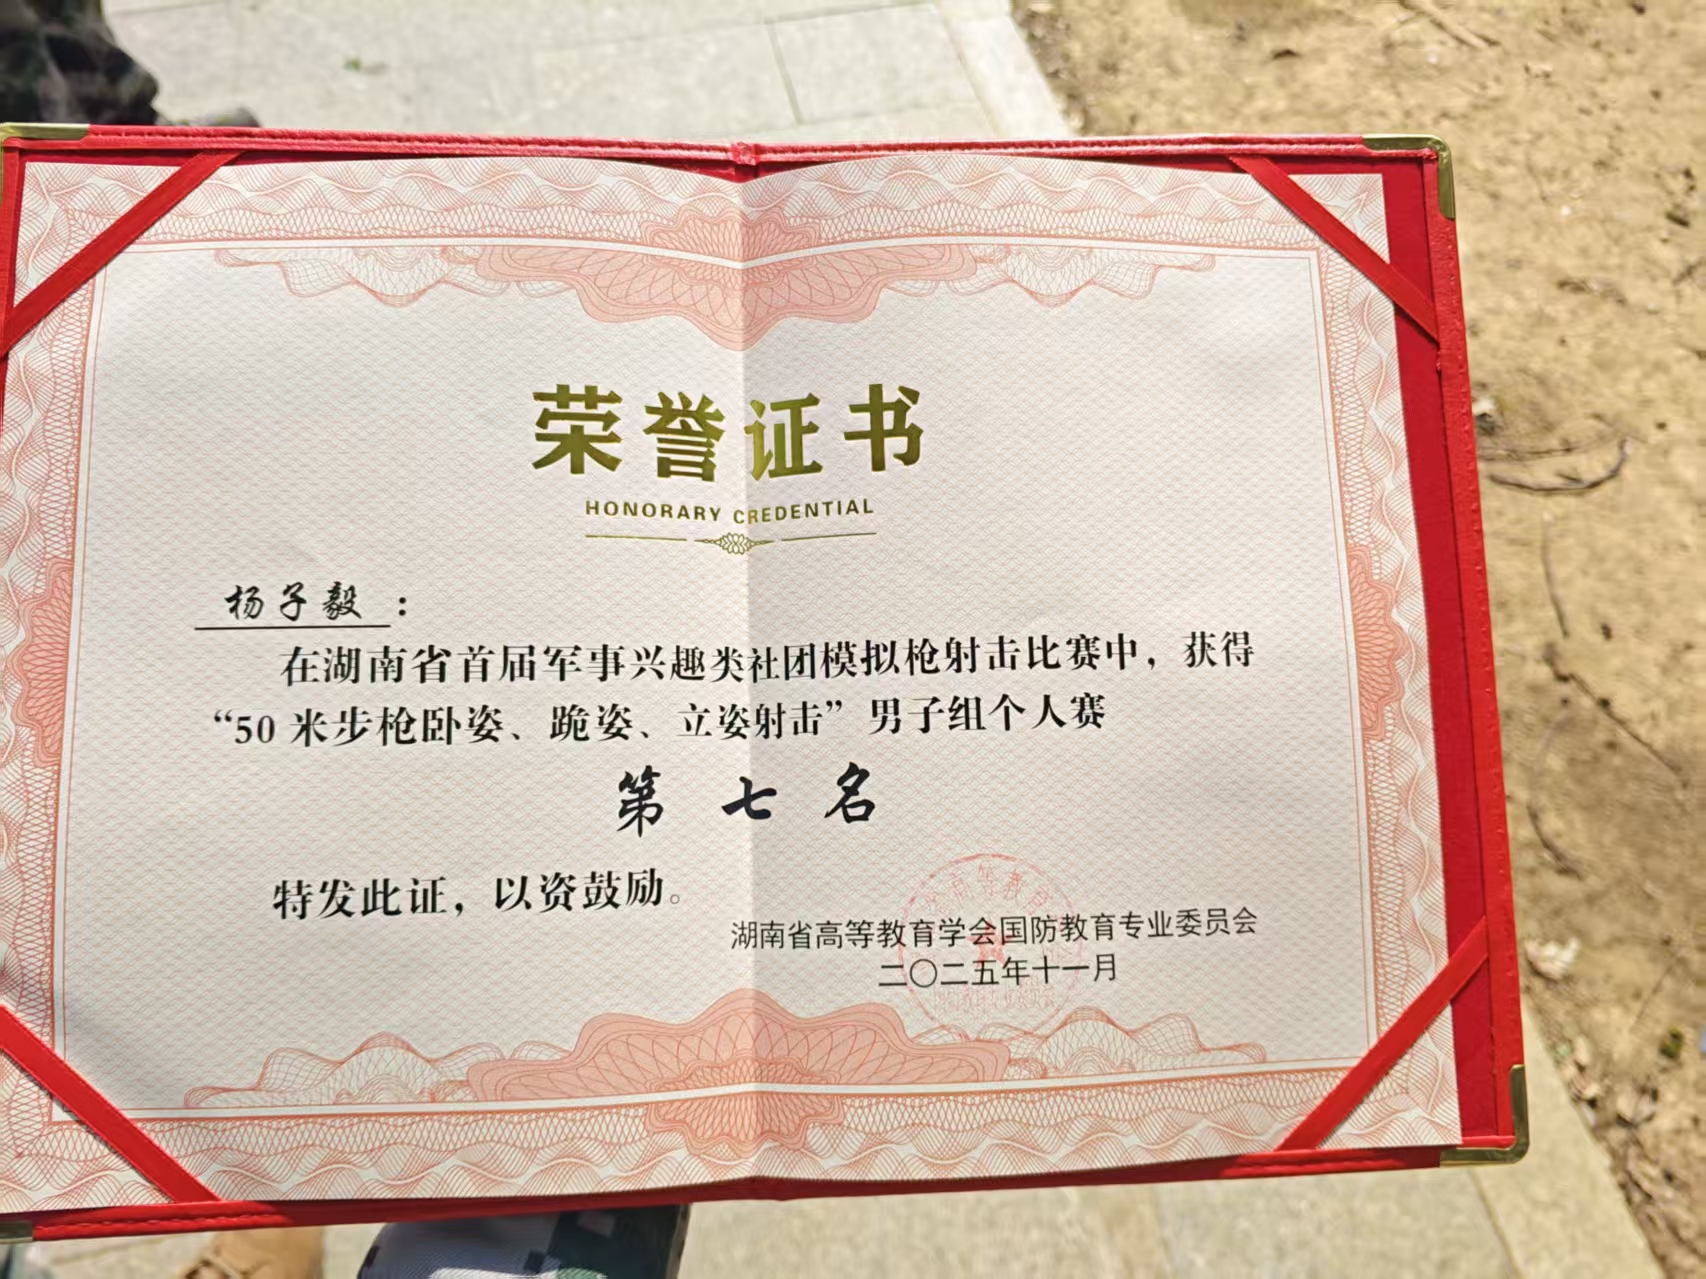 荣誉证书
HONORARY CREDENTIAL
杨子毅：
在湖南省首届军事兴趣类社团模拟枪射击比赛中，获得
“50米步枪卧姿、跪姿、立姿射击”男子组个人赛
第七名
特发此证，以资鼓励。
湖南省高等教育学会国防教育专业委员会
二〇二五年十一月